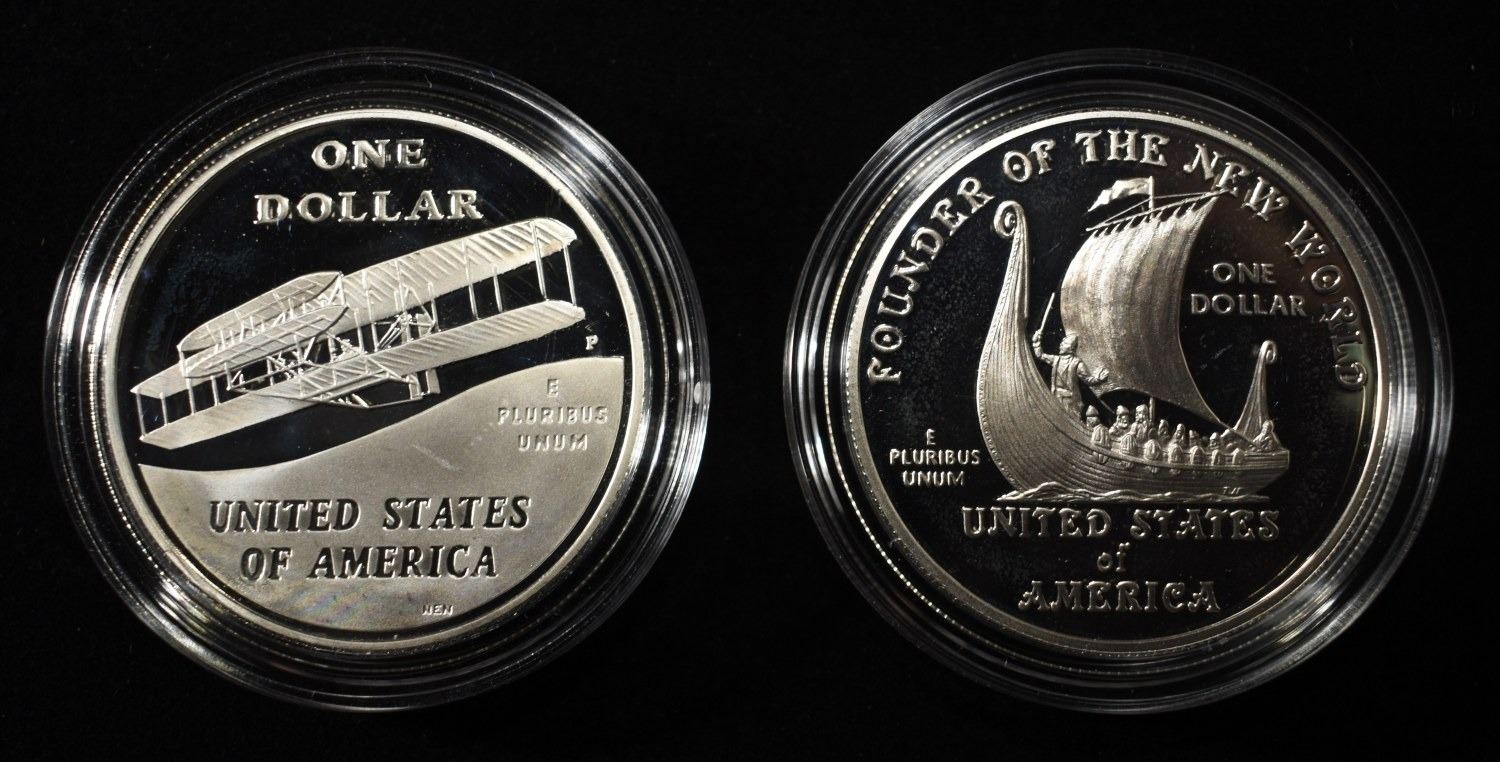 ONE
DOLLAR
P
E
PLURIBUS
UNUM
UNITED STATES
OF AMERICA
NEN
FOUNDER OF THE NEW WORLD
ONE
DOLLAR
E
PLURIBUS
UNUM
UNITED STATES
of
AMERICA